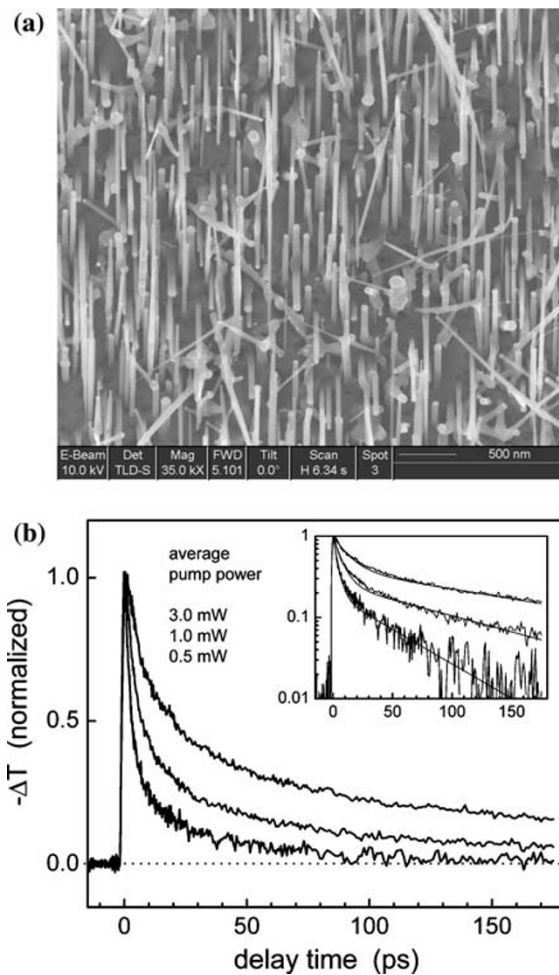 (a)
E-Beam Det Mag FWD Tilt Scan Spot
10.0 kV TLD-S 35.0 kX 5.101 0.0° H 6.34 s 3 500 nm
(b)
average
pump power
3.0 mW
1.0 mW
0.5 mW
1.0
0.5
0.0
-ΔT (normalized)
0 50 100 150
delay time (ps)
1
0.1
0.01
0 50 100 150